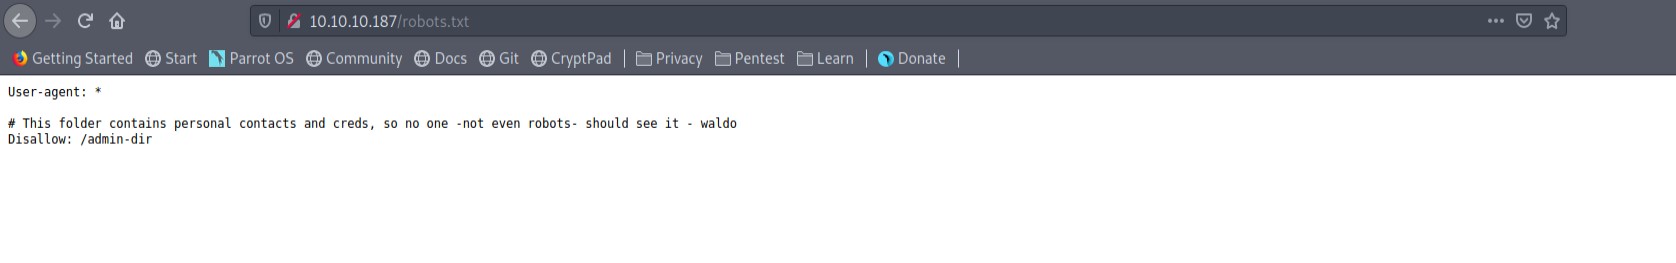 10.10.10.187/robots.txt
Getting Started Start Parrot OS Community Docs Git CryptPad Privacy Pentest Learn Donate
User-agent: *
# This folder contains personal contacts and creds, so no one -not even robots- should see it - waldo
Disallow: /admin-dir